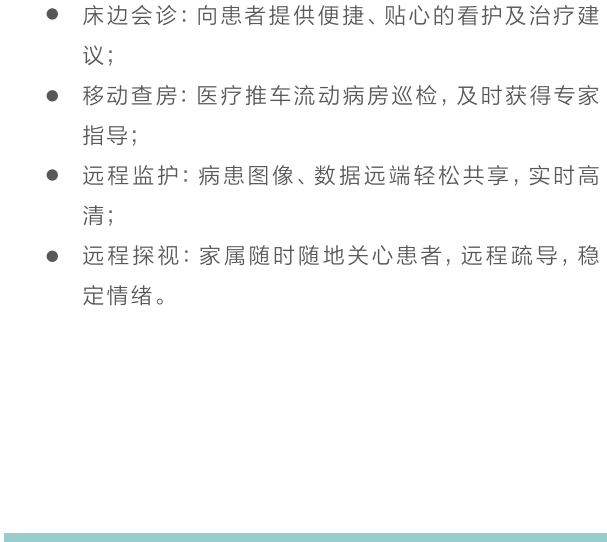 ● 床边会诊：向患者提供便捷、贴心的看护及治疗建
议；
● 移动查房：医疗推车流动病房巡检，及时获得专家
指导；
● 远程监护：病患图像、数据远端轻松共享，实时高
清；
● 远程探视：家属随时随地关心患者，远程疏导，稳
定情绪。